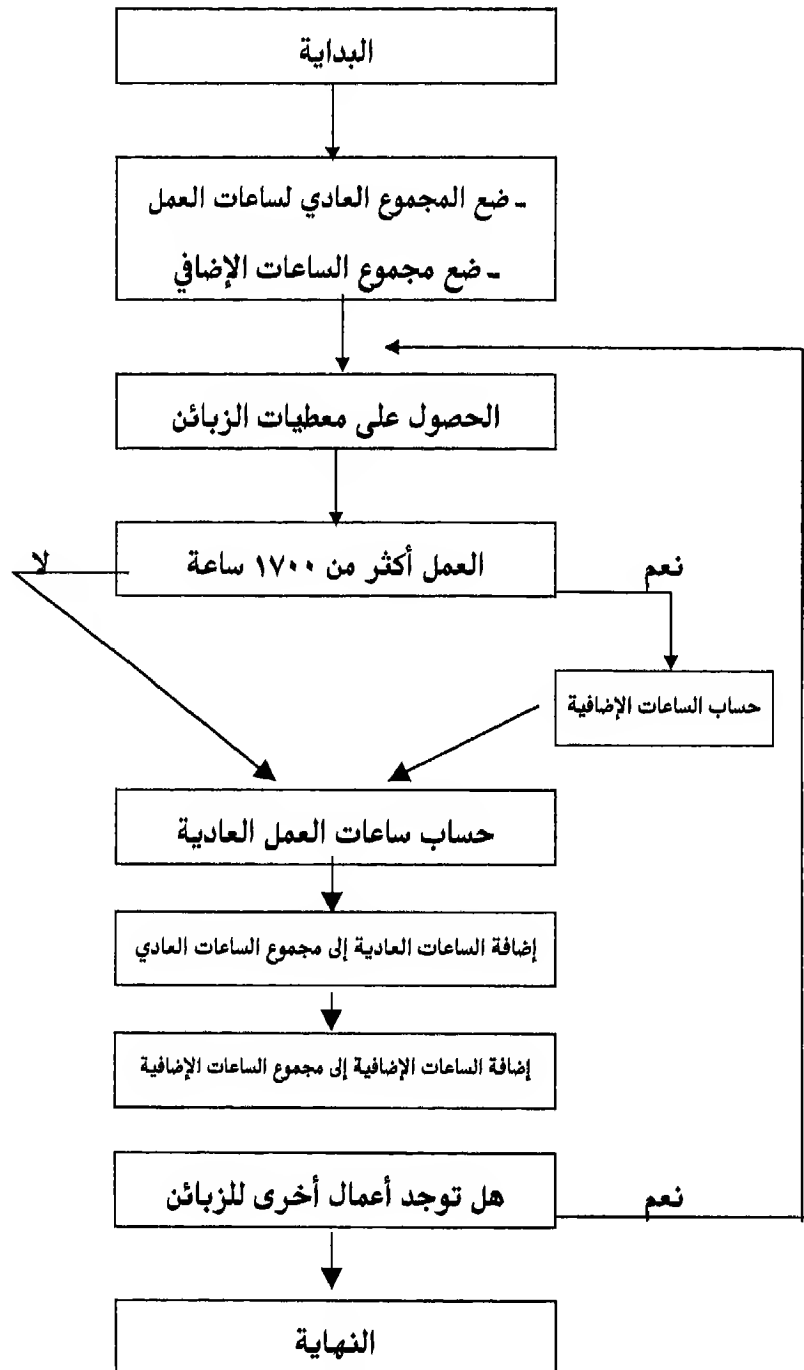 البداية
ـ ضع المجموع العادي لساعات العمل
ـ ضع مجموع الساعات الإضافي
الحصول على معطيات الزبائن
العمل أكثر من ١٧٠٠ ساعة
لا
نعم
حساب الساعات الإضافية
حساب ساعات العمل العادية
إضافة الساعات العادية إلى مجموع الساعات العادي
إضافة الساعات الإضافية إلى مجموع الساعات الإضافية
هل توجد أعمال أخرى للزبائن
نعم
النهاية